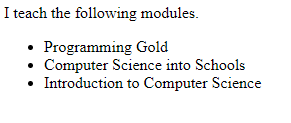 I teach the following modules.
• Programming Gold
• Computer Science into Schools
• Introduction to Computer Science